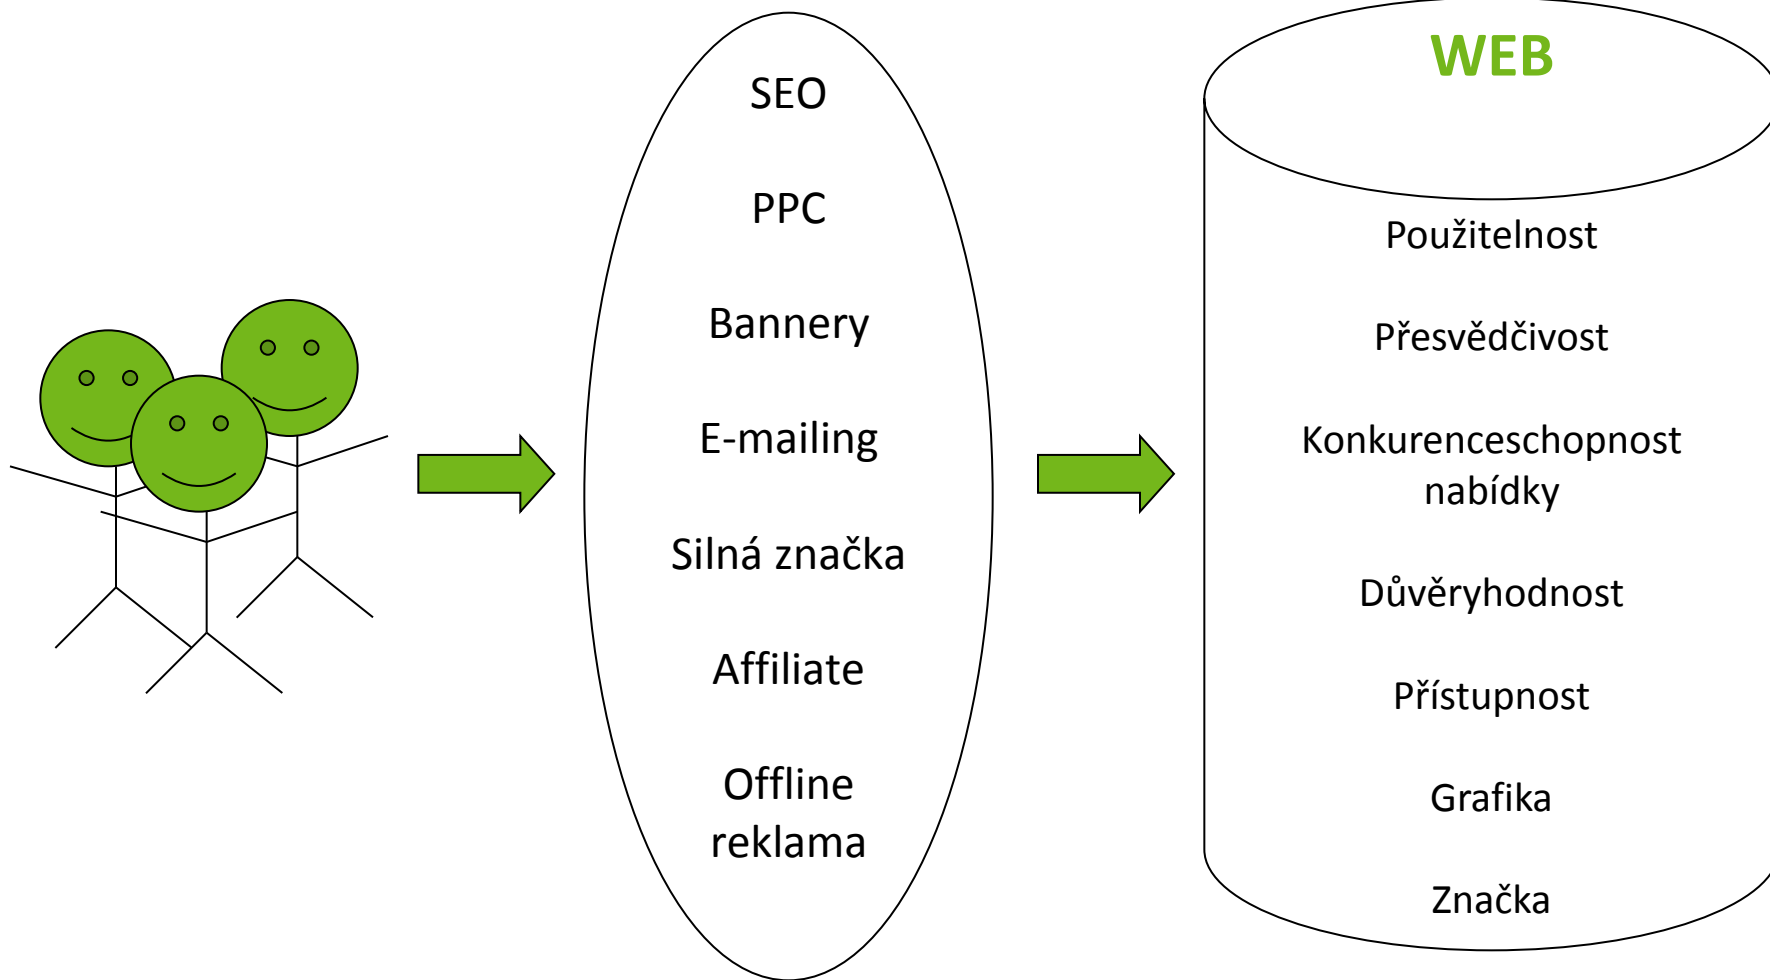 SEO
PPC
Bannery
E-mailing
Silná značka
Affiliate
Offline
reklama
WEB
Použitelnost
Přesvědčivost
Konkurenceschopnost
nabídky
Důvěryhodnost
Přístupnost
Grafika
Značka